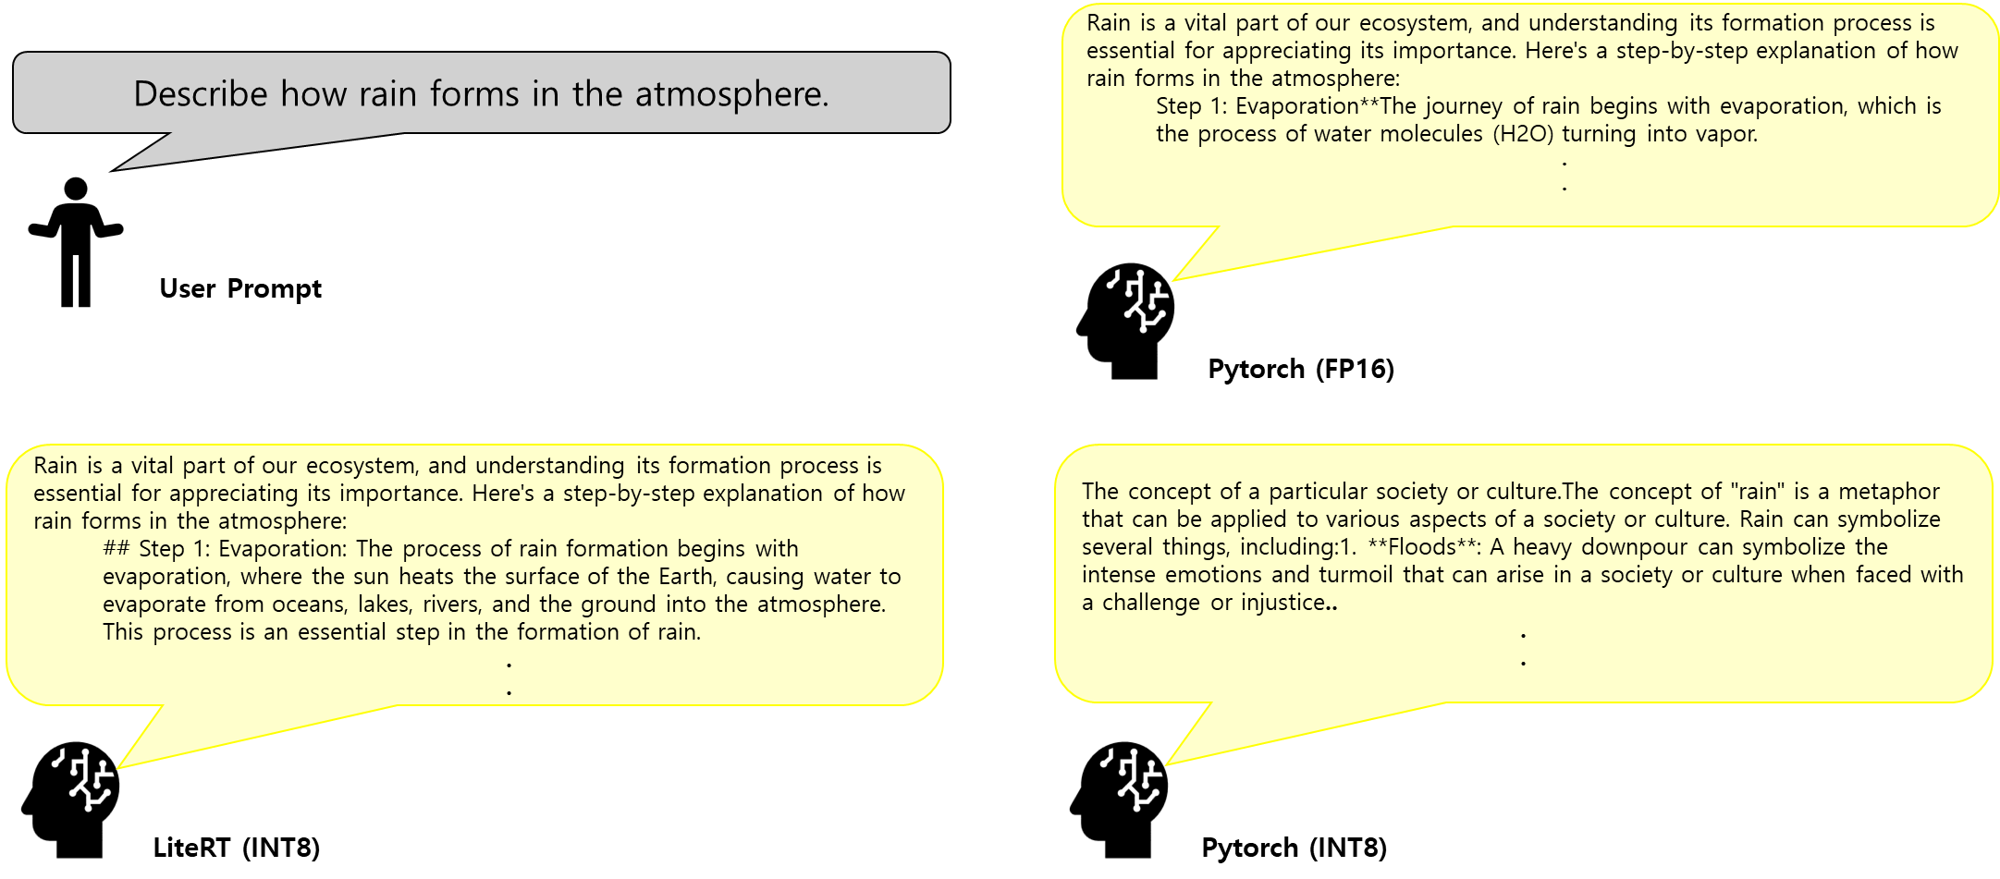 Describe how rain forms in the atmosphere.
User Prompt
Rain is a vital part of our ecosystem, and understanding its formation process is
essential for appreciating its importance. Here's a step-by-step explanation of how
rain forms in the atmosphere:
Step 1: Evaporation**The journey of rain begins with evaporation, which is
the process of water molecules (H2O) turning into vapor.
.
.
Pytorch (FP16)
Rain is a vital part of our ecosystem, and understanding its formation process is
essential for appreciating its importance. Here's a step-by-step explanation of how
rain forms in the atmosphere:
## Step 1: Evaporation: The process of rain formation begins with
evaporation, where the sun heats the surface of the Earth, causing water to
evaporate from oceans, lakes, rivers, and the ground into the atmosphere.
This process is an essential step in the formation of rain.
.
.
LiteRT (INT8)
The concept of a particular society or culture.The concept of "rain" is a metaphor
that can be applied to various aspects of a society or culture. Rain can symbolize
several things, including:1. **Floods**: A heavy downpour can symbolize the
intense emotions and turmoil that can arise in a society or culture when faced with
a challenge or injustice..
.
.
Pytorch (INT8)